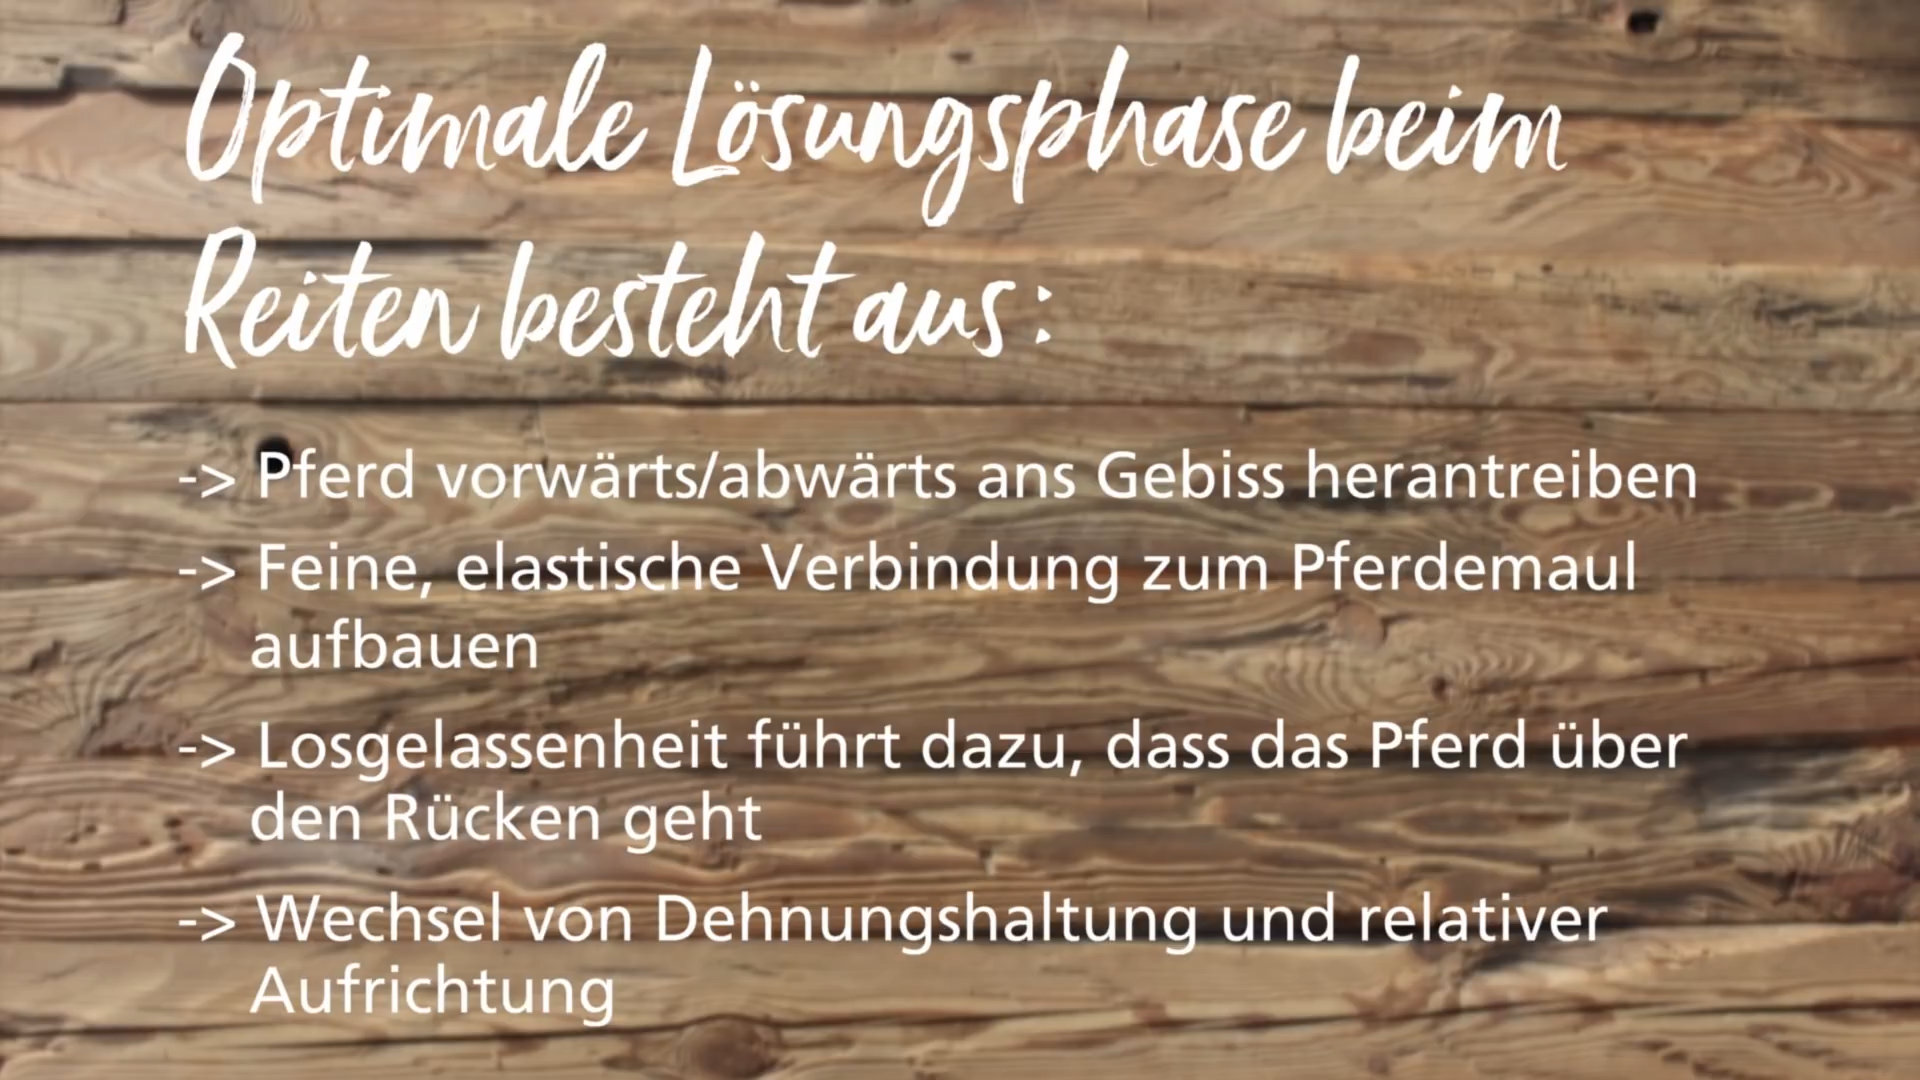 Optimale Lösungsphase beim
Reiten besteht aus:
-> Pferd vorwärts/abwärts ans Gebiss herantreiben
-> Feine, elastische Verbindung zum Pferdemaul
aufbauen
-> Losgelassenheit führt dazu, dass das Pferd über
den Rücken geht
-> Wechsel von Dehnungshaltung und relativer
Aufrichtung